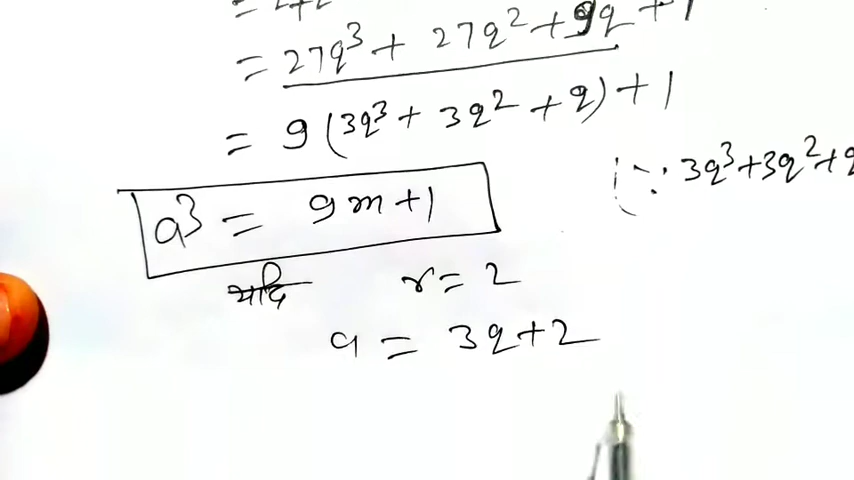 = 27q³ + 27q² + 9q + 1
= 9(3q³ + 3q² + q) + 1
(∵ 3q³+3q²+q
a³ = 9m+1
यदि r = 2
a = 3q+2